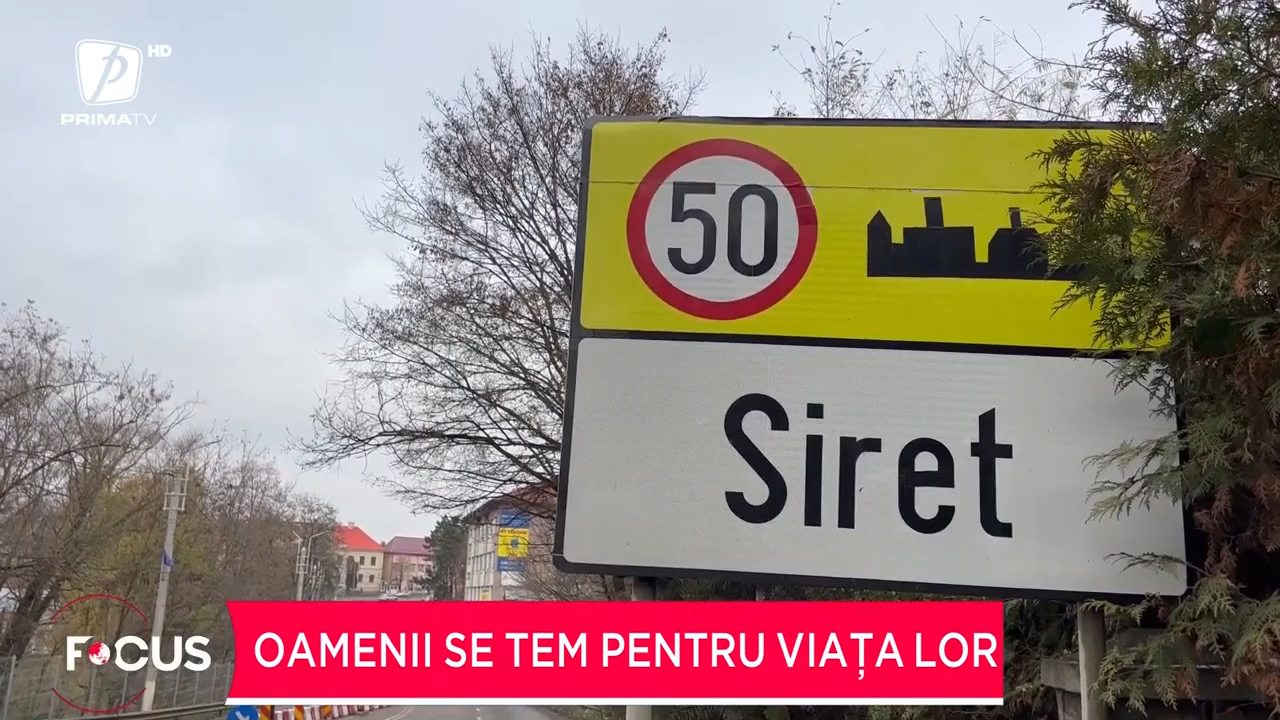 HD
PRIMATV
50
Siret
FOCUS
OAMENII SE TEM PENTRU VIAȚA LOR